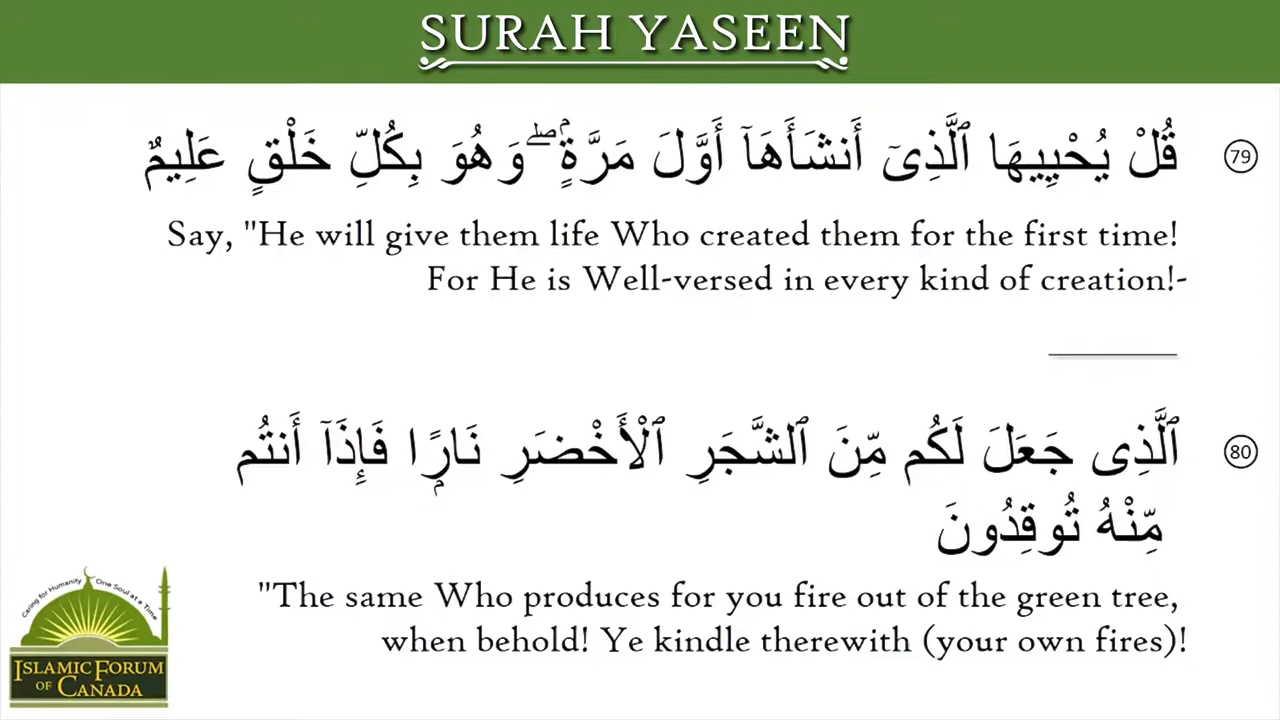 SURAH YASEEN
قُلْ يُحْيِيهَا ٱلَّذِىٓ أَنشَأَهَآ أَوَّلَ مَرَّةٍۢ ۖ وَهُوَ بِكُلِّ خَلْقٍ عَلِيمٌ
79
Say, "He will give them life Who created them for the first time!
For He is Well-versed in every kind of creation!-
ٱلَّذِى جَعَلَ لَكُم مِّنَ ٱلشَّجَرِ ٱلْأَخْضَرِ نَارًۭا فَإِذَآ أَنتُم
80
مِّنْهُ تُوقِدُونَ
"The same Who produces for you fire out of the green tree,
when behold! Ye kindle therewith (your own fires)!
Caring for Humanity One Soul at a Time
ISLAMIC FORUM
OF CANADA